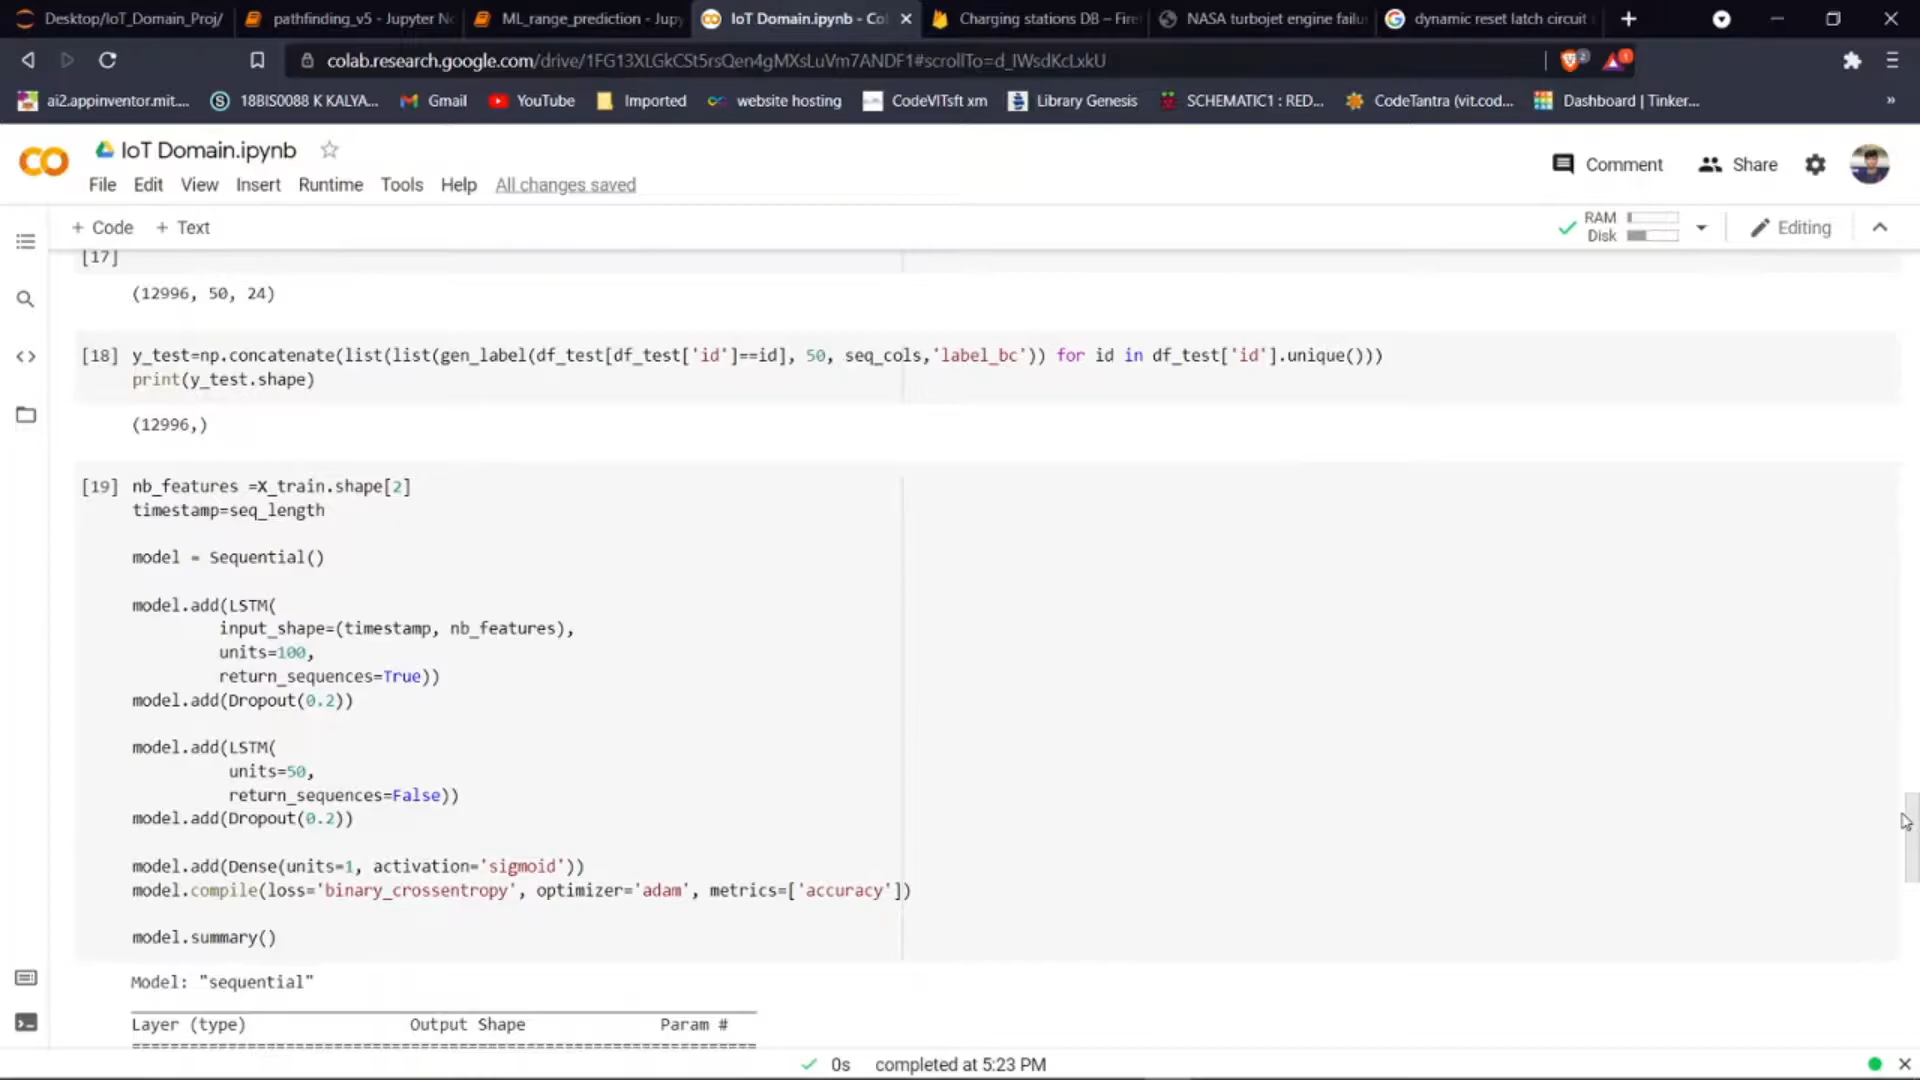 Desktop/IoT_Domain_Proj/
pathfinding_v5 - Jupyter No
ML_range_prediction - Jupy
IoT Domain.ipynb - Co
Charging stations DB – Fire
NASA turbojet engine failu
dynamic reset latch circuit
colab.research.google.com/drive/1FG13XLGkCSt5rsQen4gMXsLuVm7ANDF1#scrollTo=d_IWsdKcLxkU
ai2.appinventor.mit....
18BIS0088 K KALYA...
Gmail
YouTube
Imported
website hosting
CodeVITsft xm
Library Genesis
SCHEMATIC1 : RED...
CodeTantra (vit.cod...
Dashboard | Tinker...
»
CO
IoT Domain.ipynb
Comment
Share
File Edit View Insert Runtime Tools Help All changes saved
+ Code + Text
RAM
Disk
Editing
[17]
(12996, 50, 24)
[18] y_test=np.concatenate(list(list(gen_label(df_test[df_test['id']==id], 50, seq_cols,'label_bc')) for id in df_test['id'].unique()))
print(y_test.shape)
(12996,)
[19] nb_features =X_train.shape[2]
timestamp=seq_length
model = Sequential()
model.add(LSTM(
input_shape=(timestamp, nb_features),
units=100,
return_sequences=True))
model.add(Dropout(0.2))
model.add(LSTM(
units=50,
return_sequences=False))
model.add(Dropout(0.2))
model.add(Dense(units=1, activation='sigmoid'))
model.compile(loss='binary_crossentropy', optimizer='adam', metrics=['accuracy'])
model.summary()
Model: "sequential"
Layer (type) Output Shape Param #
0s completed at 5:23 PM